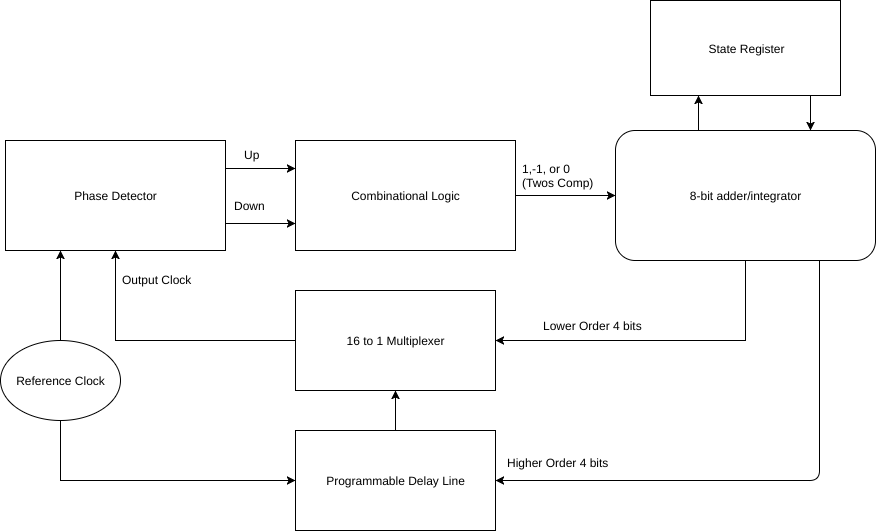 State Register
Up
1,-1, or 0
(Twos Comp)
Phase Detector
Combinational Logic
8-bit adder/integrator
Down
Output Clock
Lower Order 4 bits
16 to 1 Multiplexer
Reference Clock
Higher Order 4 bits
Programmable Delay Line